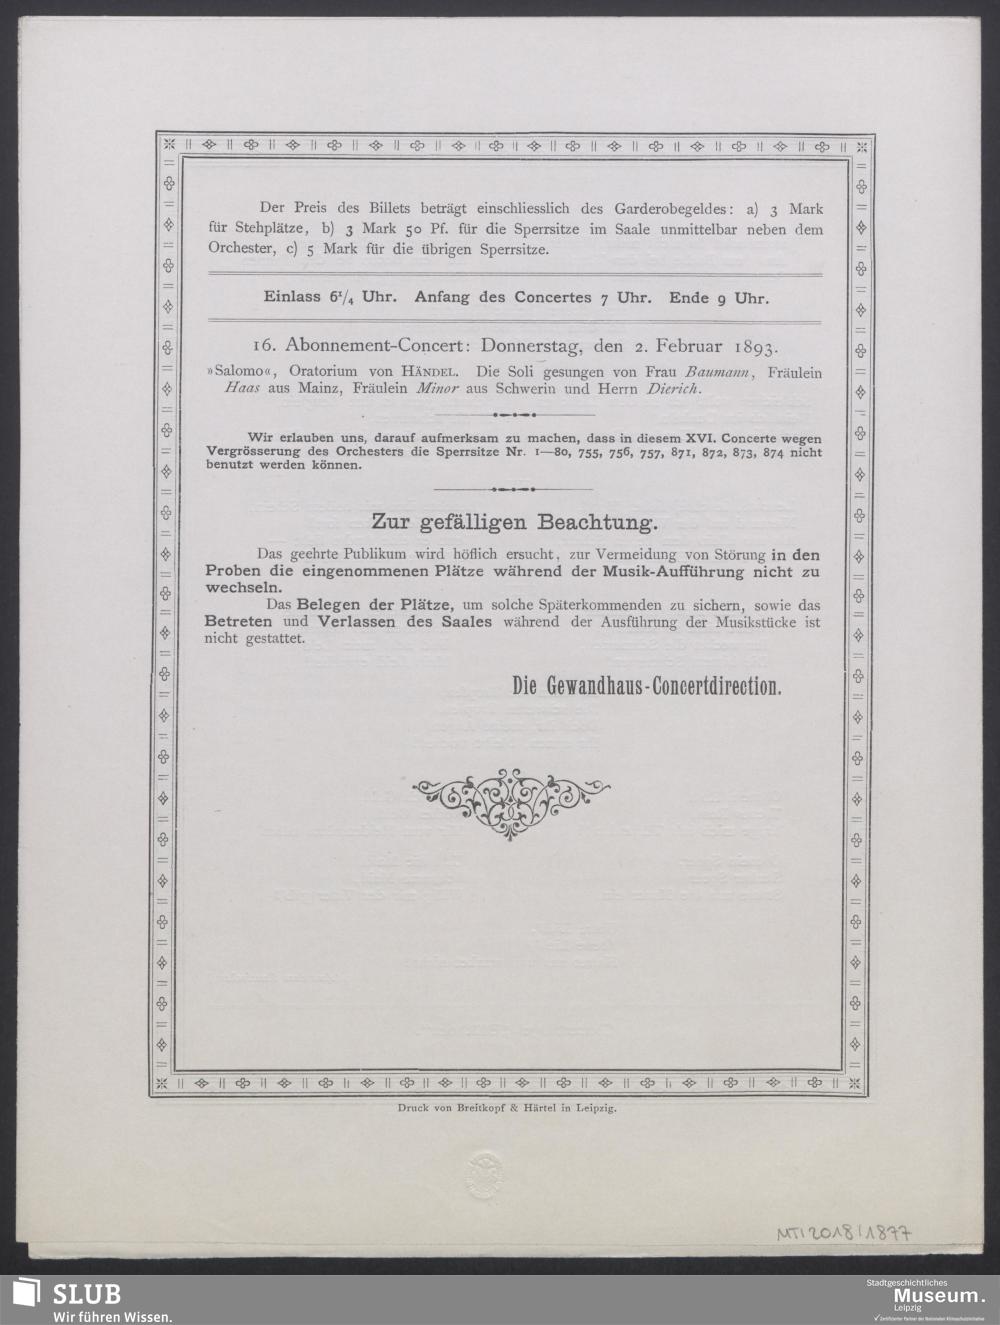 Der Preis des Billets beträgt einschliesslich des Garderobegeldes: a) 3 Mark
für Stehplätze, b) 3 Mark 50 Pf. für die Sperrsitze im Saale unmittelbar neben dem
Orchester, c) 5 Mark für die übrigen Sperrsitze.
Einlass 6¼ Uhr. Anfang des Concertes 7 Uhr. Ende 9 Uhr.
16. Abonnement-Concert: Donnerstag, den 2. Februar 1893.
»Salomo«, Oratorium von HÄNDEL. Die Soli gesungen von Frau Baumann, Fräulein
Haas aus Mainz, Fräulein Minor aus Schwerin und Herrn Dierich.
Wir erlauben uns, darauf aufmerksam zu machen, dass in diesem XVI. Concerte wegen
Vergrösserung des Orchesters die Sperrsitze Nr. 1—80, 755, 756, 757, 871, 872, 873, 874 nicht
benutzt werden können.
Zur gefälligen Beachtung.
Das geehrte Publikum wird höflich ersucht, zur Vermeidung von Störung in den
Proben die eingenommenen Plätze während der Musik-Aufführung nicht zu
wechseln.
Das Belegen der Plätze, um solche Späterkommenden zu sichern, sowie das
Betreten und Verlassen des Saales während der Ausführung der Musikstücke ist
nicht gestattet.
Die Gewandhaus-Concertdirection.
Druck von Breitkopf & Härtel in Leipzig.
MT/2018/1877
SLUB
Wir führen Wissen.
Stadtgeschichtliches
Museum.
Leipzig
Zertifizierter Partner der Nationalen Klimaschutzinitiative